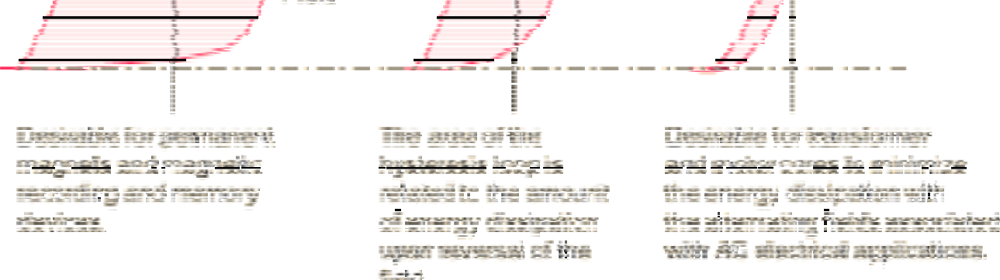 Desirable for permanent
magnets and magnetic
recording and memory
devices.
The area of the
hysteresis loop is
related to the amount
of energy dissipation
upon reversal of the
field.
Desirable for transformer
and motor cores to minimize
the energy dissipation with
the alternating fields associated
with AC electrical applications.